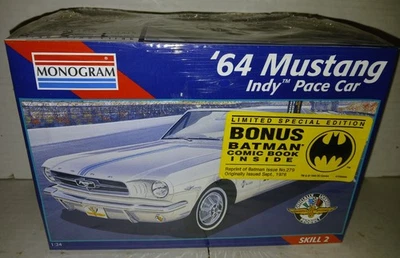 MONOGRAM
'64 Mustang
Indy™ Pace Car
LIMITED SPECIAL EDITION
BONUS
BATMAN
COMIC BOOK
INSIDE
Reprint of Batman Issue No.279
Originally Issued Sept., 1976
1:24
SKILL 2